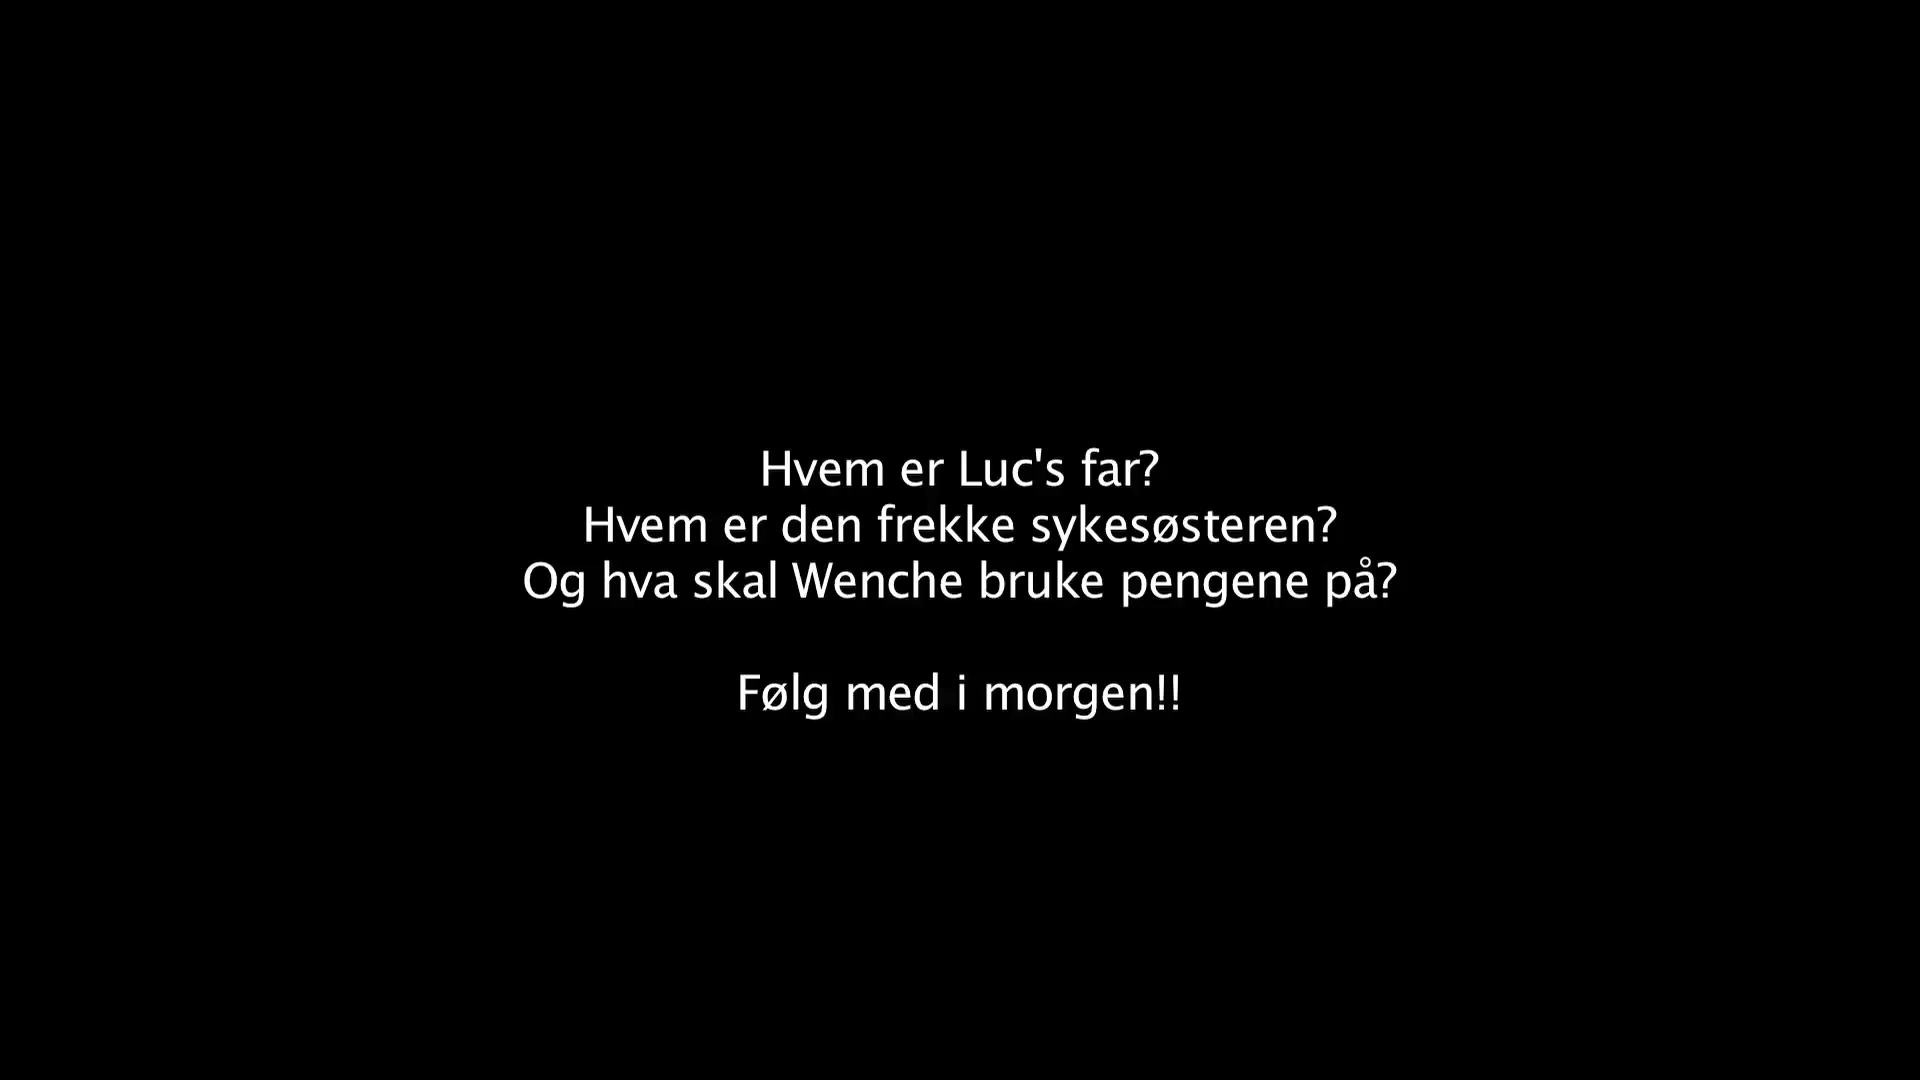 Hvem er Luc's far?
Hvem er den frekke sykesøsteren?
Og hva skal Wenche bruke pengene på?
Følg med i morgen!!